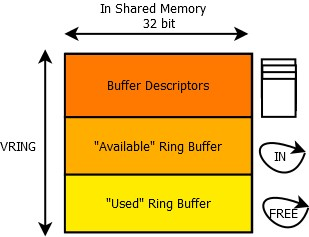 In Shared Memory
32 bit
Buffer Descriptors
VRING
"Available" Ring Buffer
IN
"Used" Ring Buffer
FREE